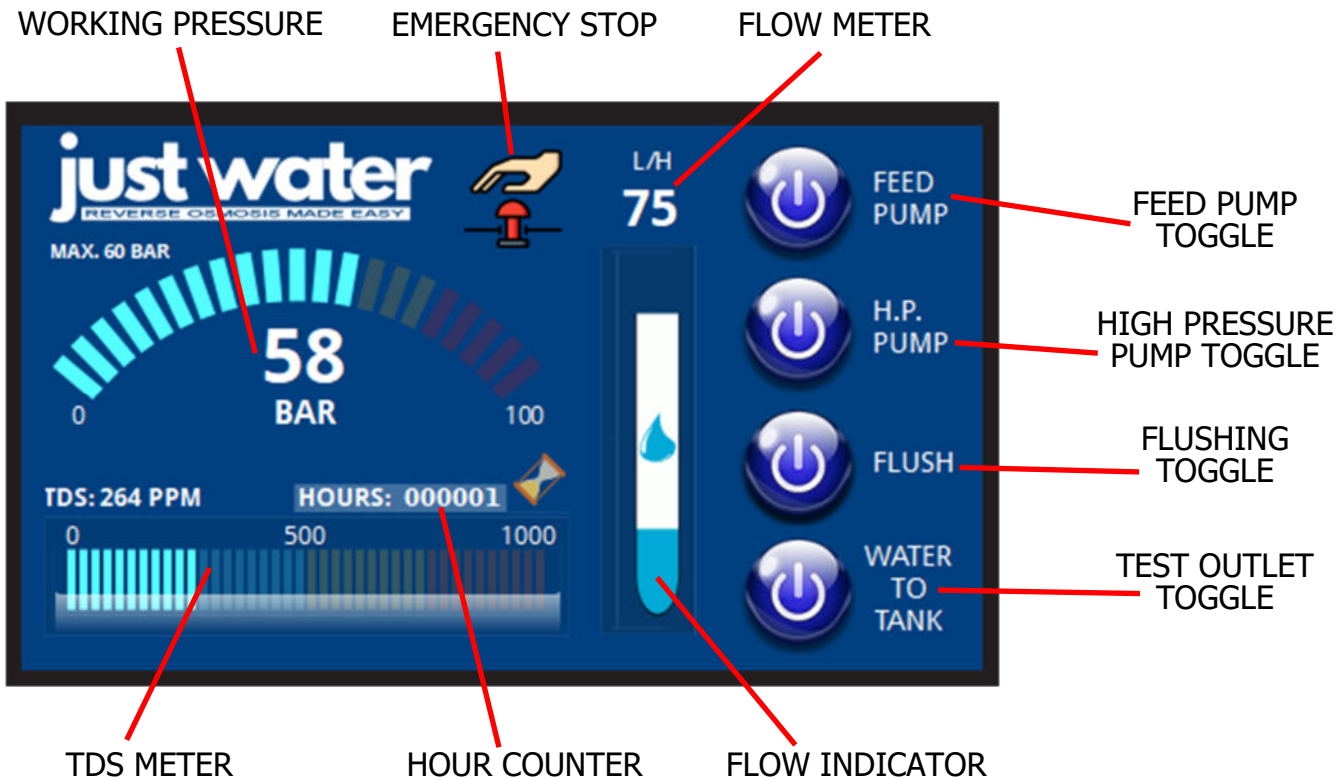 WORKING PRESSURE
EMERGENCY STOP
FLOW METER
just water
REVERSE OSMOSIS MADE EASY
MAX. 60 BAR
58
BAR
0
100
L/H
75
FEED
PUMP
H.P.
PUMP
FLUSH
WATER
TO
TANK
FEED PUMP
TOGGLE
HIGH PRESSURE
PUMP TOGGLE
FLUSHING
TOGGLE
TEST OUTLET
TOGGLE
TDS: 264 PPM
HOURS: 000001
0
500
1000
TDS METER
HOUR COUNTER
FLOW INDICATOR